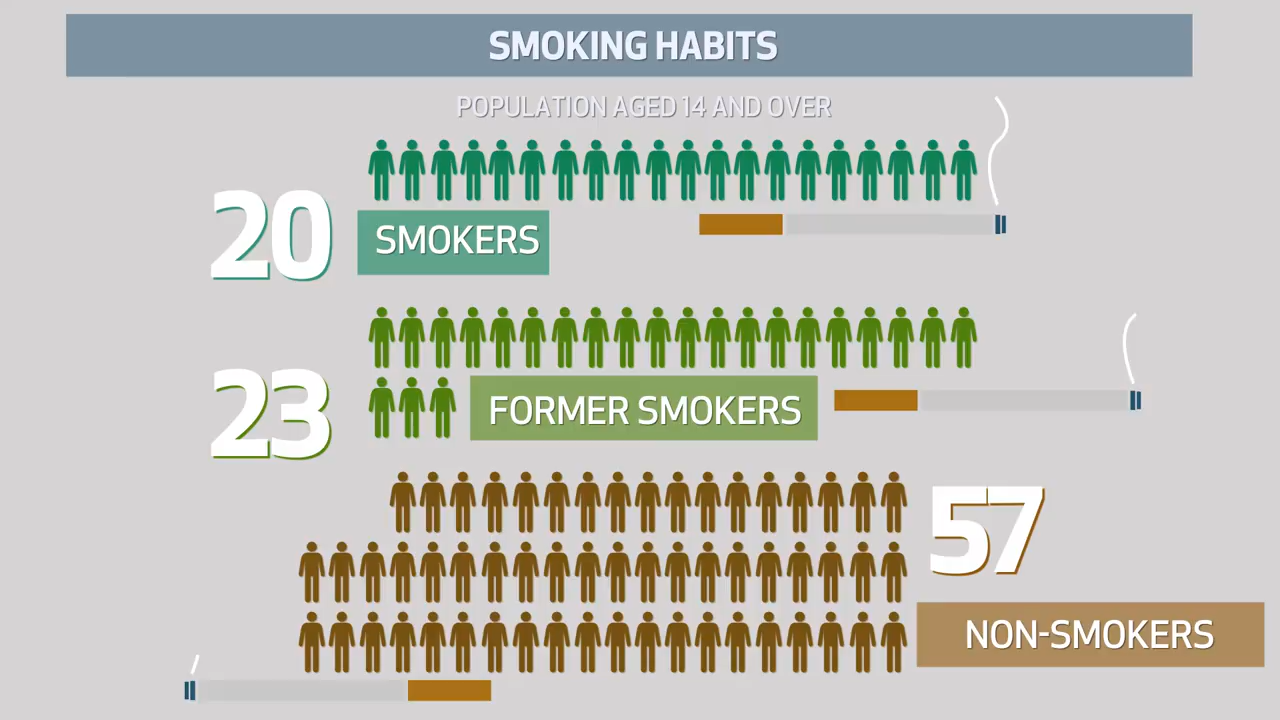 SMOKING HABITS
POPULATION AGED 14 AND OVER
20
SMOKERS
23
FORMER SMOKERS
57
NON-SMOKERS